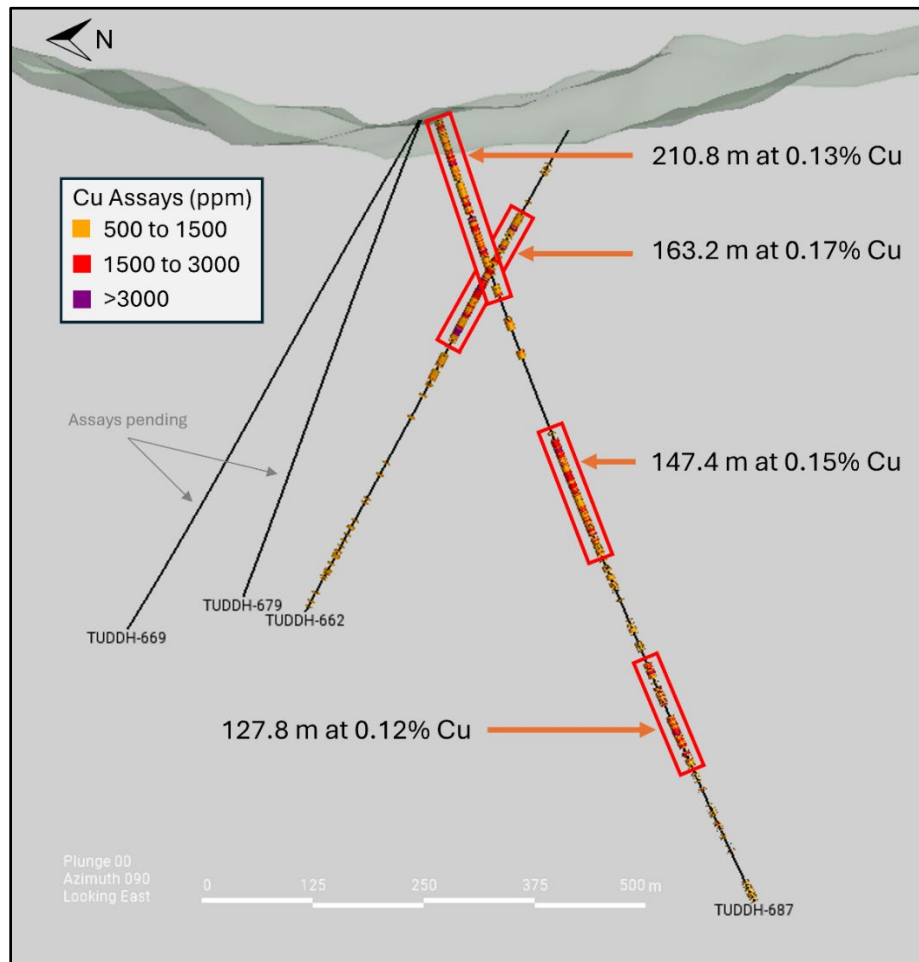 N
210.8 m at 0.13% Cu
Cu Assays (ppm)
500 to 1500
1500 to 3000
>3000
163.2 m at 0.17% Cu
Assays pending
147.4 m at 0.15% Cu
TUDDH-679
TUDDH-662
TUDDH-669
127.8 m at 0.12% Cu
Plunge 00
Azimuth 090
Looking East
0 125 250 375 500 m
TUDDH-687